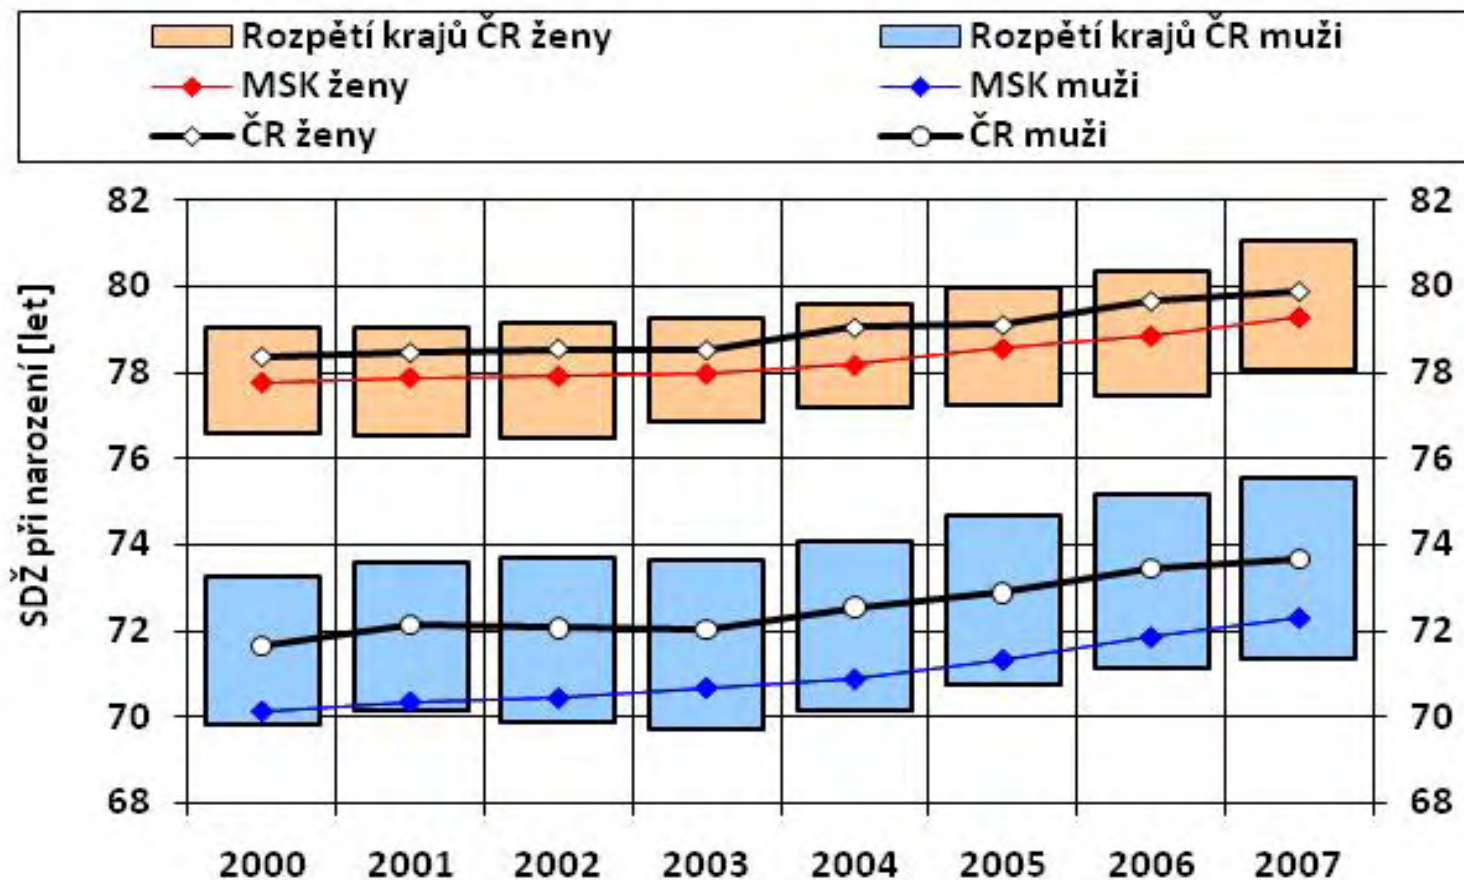 Rozpětí krajů ČR ženy Rozpětí krajů ČR muži
MSK ženy MSK muži
ČR ženy ČR muži
SDŽ při narození [let]
82 82
80 80
78 78
76 76
74 74
72 72
70 70
68 68
2000 2001 2002 2003 2004 2005 2006 2007